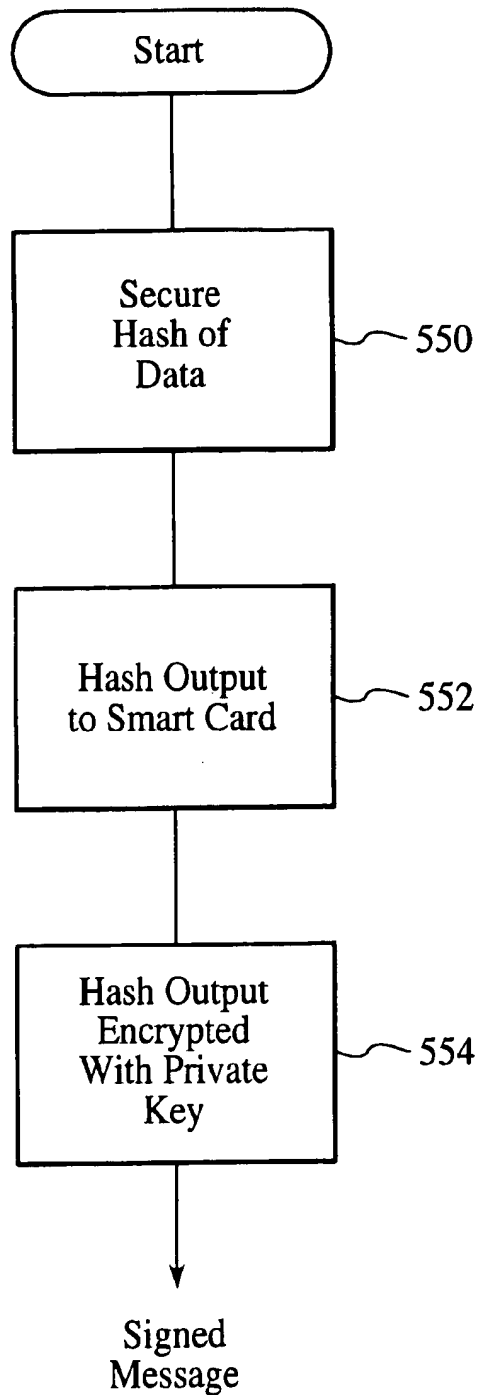 Start
Secure
Hash of
Data
550
Hash Output
to Smart Card
552
Hash Output
Encrypted
With Private
Key
554
Signed
Message